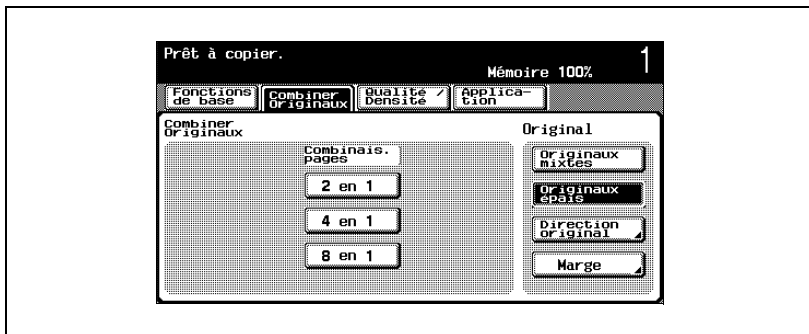 Prêt à copier.
Mémoire 100%
1
Fonctions
de base
Combiner
Originaux
Qualité /
Densité
Applica-
tion
Combiner
Originaux
Original
Combinais.
pages
2 en 1
4 en 1
8 en 1
Originaux
mixtes
Originaux
épais
Direction
original
Marge